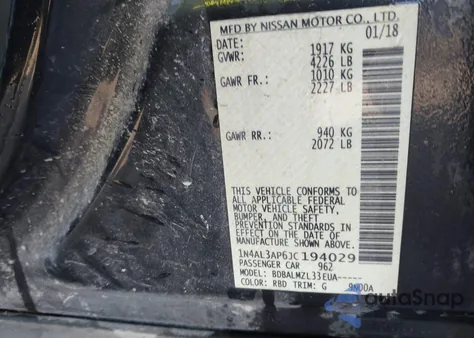 MFD BY NISSAN MOTOR CO., LTD.
DATE: 01/18
GVWR: 1917 KG
4226 LB
GAWR FR.: 1010 KG
2227 LB
GAWR RR.: 940 KG
2072 LB
THIS VEHICLE CONFORMS TO
ALL APPLICABLE FEDERAL
MOTOR VEHICLE SAFETY,
BUMPER, AND THEFT
PREVENTION STANDARDS IN
EFFECT ON THE DATE OF
MANUFACTURE SHOWN ABOVE.
1N4AL3AP6JC194029
PASSENGER CAR 962
MODEL: BDBALMZL33EUA-----
COLOR: RBD TRIM: G
AutoSnap